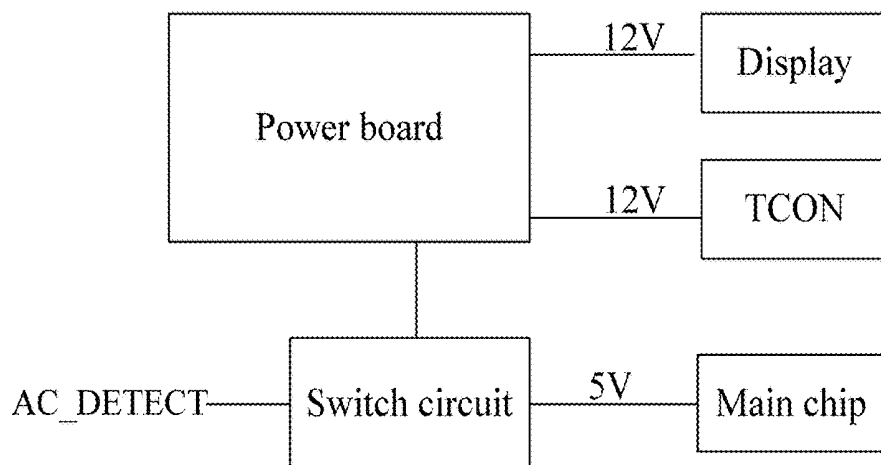 12V
Display
Power board
12V
TCON
AC_DETECT
Switch circuit
5V
Main chip